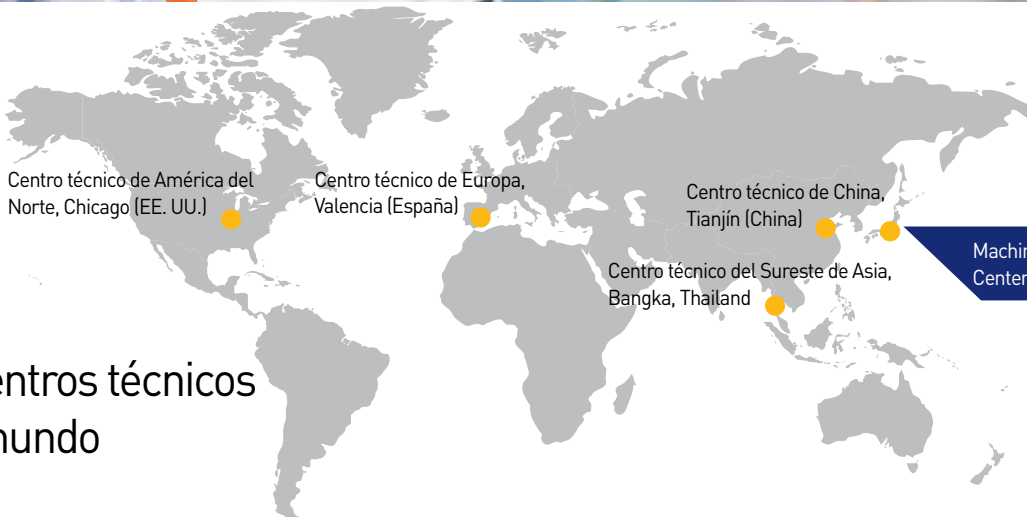 Centro técnico de América del
Norte, Chicago (EE. UU.)
Centro técnico de Europa,
Valencia (España)
Centro técnico de China,
Tianjín (China)
Centro técnico del Sureste de Asia,
Bangka, Thailand
Center
entros técnicos